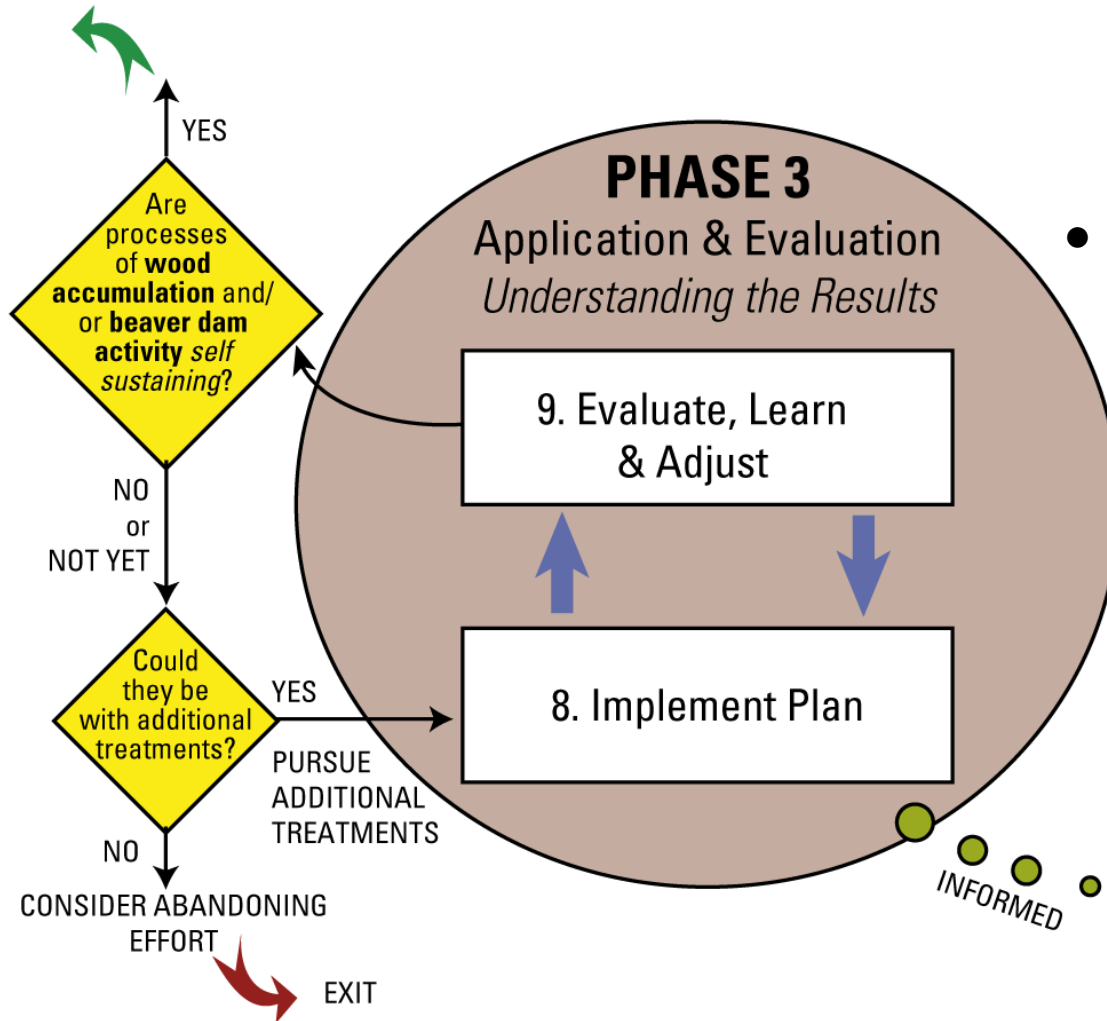 YES
Are
processes
of wood
accumulation and/
or beaver dam
activity self
sustaining?
NO
or
NOT YET
Could
they be
with additional
treatments?
YES
PURSUE
ADDITIONAL
TREATMENTS
NO
CONSIDER ABANDONING
EFFORT
EXIT
PHASE 3
Application & Evaluation
Understanding the Results
9. Evaluate, Learn
& Adjust
8. Implement Plan
INFORMED